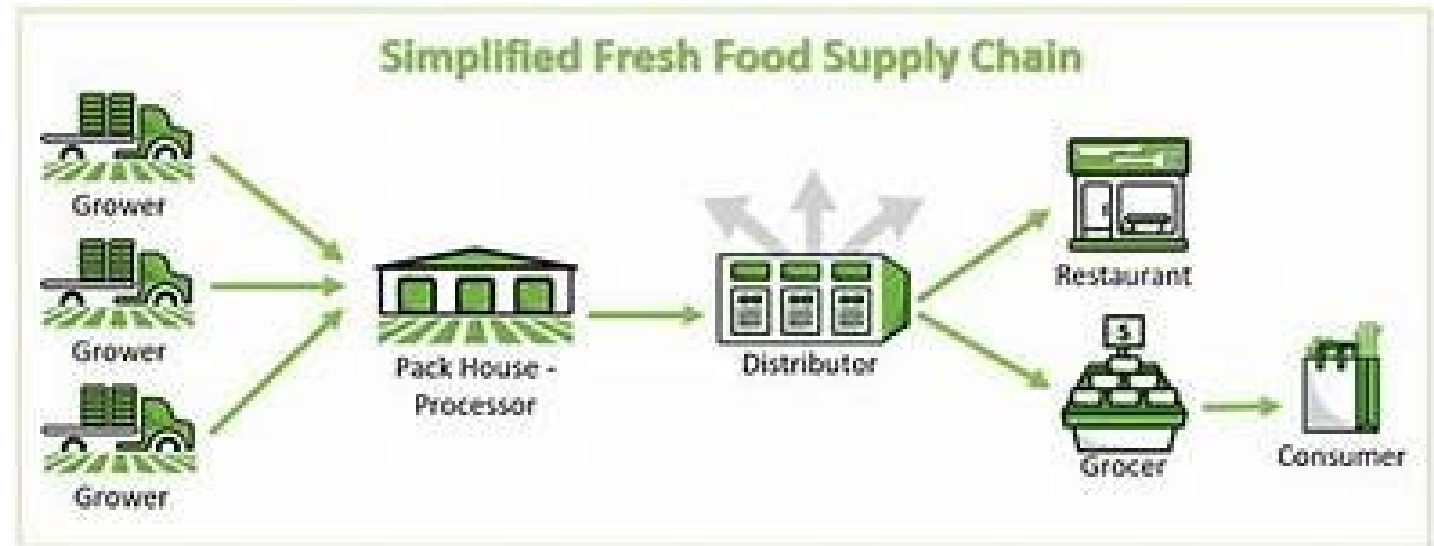 Simplified Fresh Food Supply Chain
Grower
Grower
Grower
Pack House -
Processor
Distributor
Restaurant
$
Grocer
Consumer